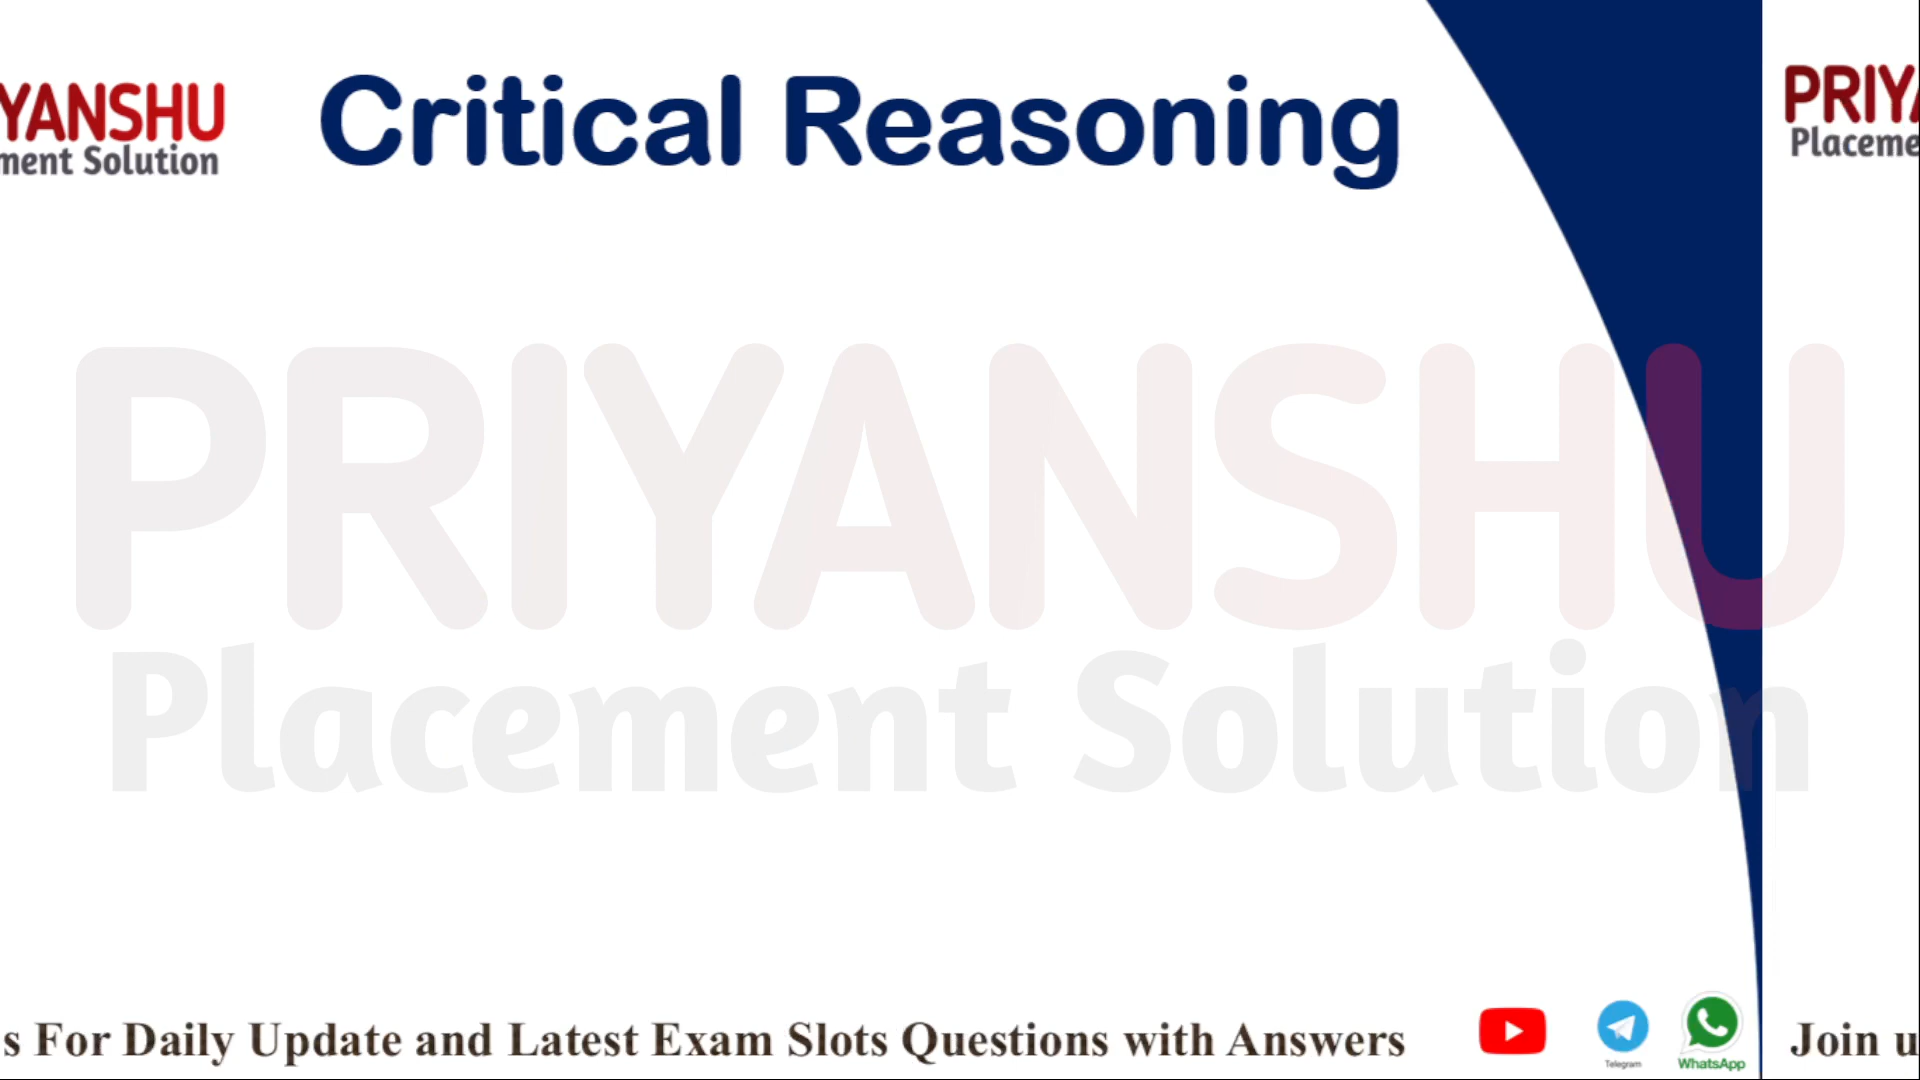 YANSHU
ment Solution
Critical Reasoning
PRIYA
Placeme
PRIYANSHU
Placement Solution
s For Daily Update and Latest Exam Slots Questions with Answers
Telegram
WhatsApp
Join u